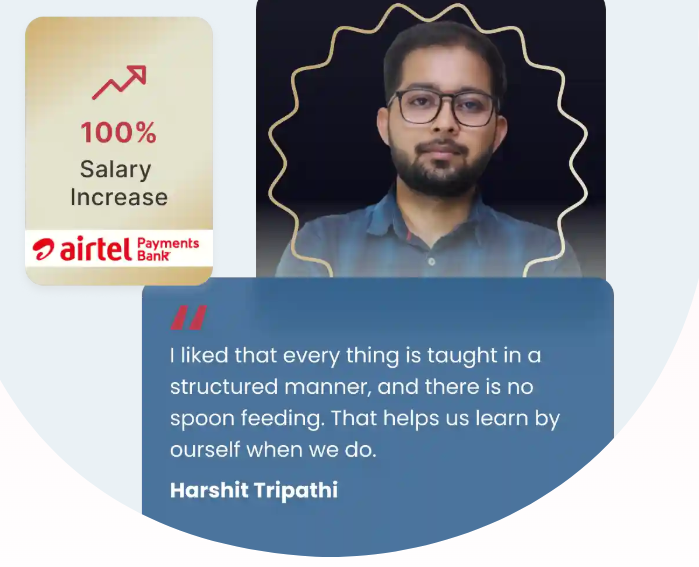 100%
Salary
Increase
airtel Payments
Bank
I liked that every thing is taught in a
structured manner, and there is no
spoon feeding. That helps us learn by
ourself when we do.
Harshit Tripathi